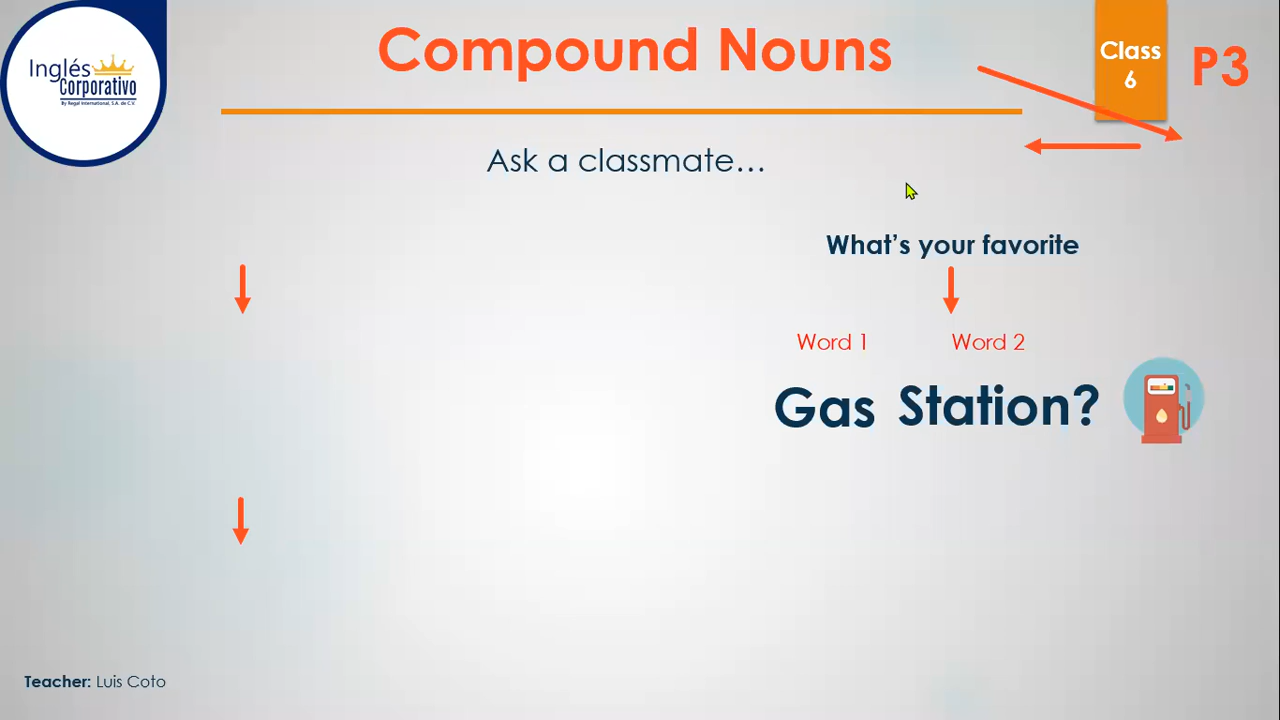 Inglés
Corporativo
By Regal International, S.A. de C.V.
Compound Nouns
Class
6
P3
Ask a classmate...
What's your favorite
Word 1 Word 2
Gas Station?
Teacher: Luis Coto